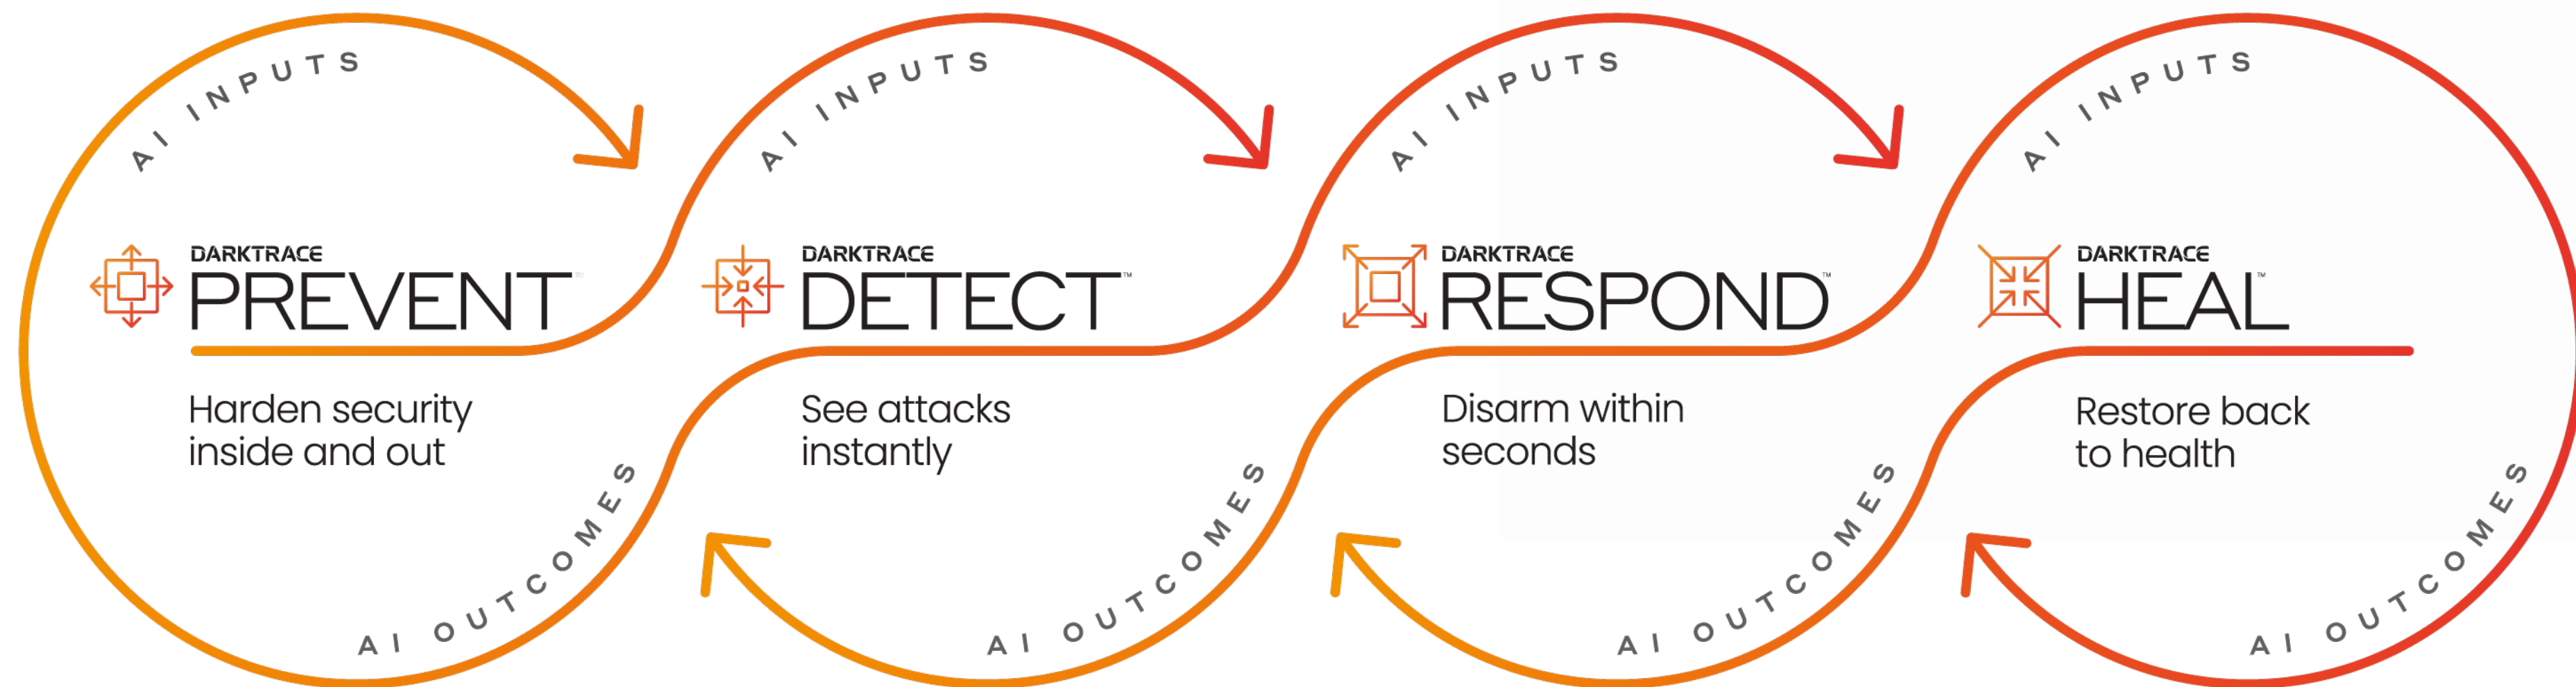 AI INPUTS
DARKTRACE
PREVENT™
Harden security
inside and out
AI OUTCOMES
AI INPUTS
DARKTRACE
DETECT™
See attacks
instantly
AI OUTCOMES
AI INPUTS
DARKTRACE
RESPOND™
Disarm within
seconds
AI OUTCOMES
AI INPUTS
DARKTRACE
HEAL™
Restore back
to health
AI OUTCOMES